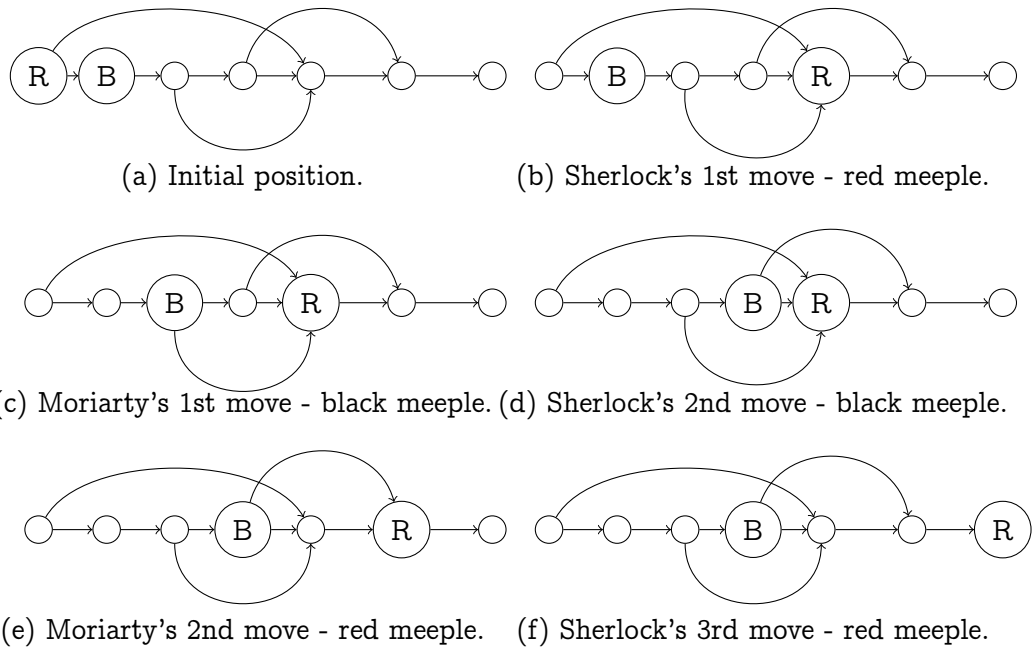 R B
(a) Initial position.
B R
(b) Sherlock's 1st move - red meeple.
B R
(c) Moriarty's 1st move - black meeple.
B R
(d) Sherlock's 2nd move - black meeple.
B R
(e) Moriarty's 2nd move - red meeple.
B R
(f) Sherlock's 3rd move - red meeple.